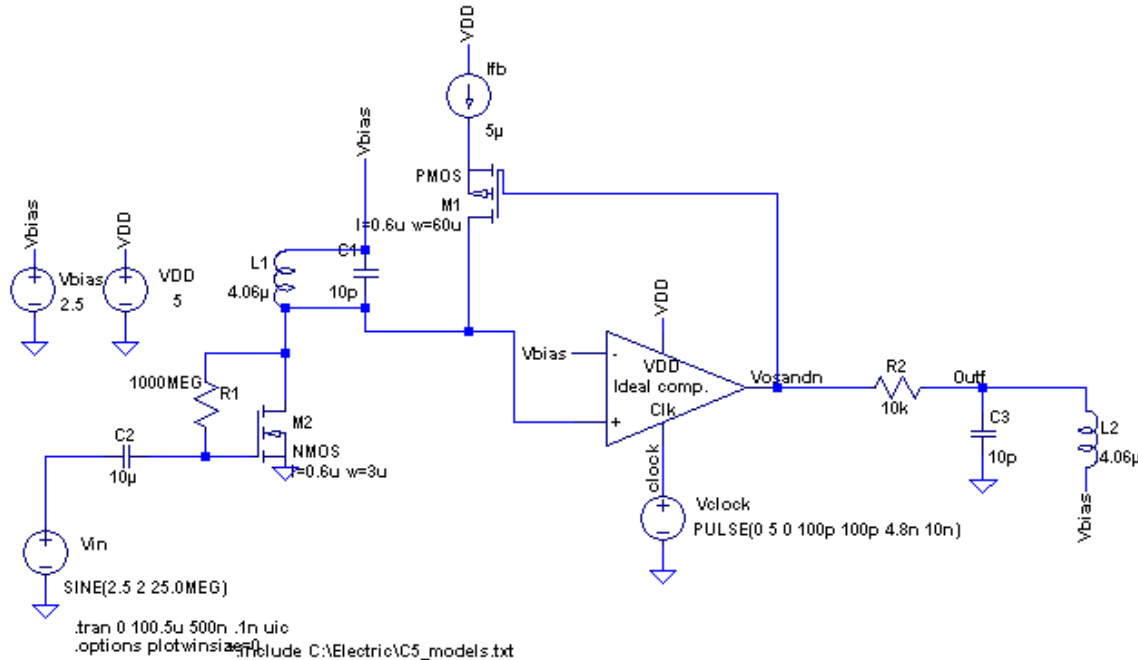 VDD
Ifb
5µ
Vbias
PMOS
M1
l=0.6u w=60u
Vbias
VDD
Vbias
2.5
VDD
5
L1
4.06µ
C1
10p
1000MEG
R1
C2
10µ
M2
NMOS
l=0.6u w=3u
VDD
Vbias
-
VDD
Ideal comp.
+
Clk
Vosandn
R2
10k
Outf
C3
10p
L2
4.06µ
Vbias
clock
Vclock
PULSE(0 5 0 100p 100p 4.8n 10n)
Vin
SINE(2.5 2 25.0MEG)
.tran 0 100.5u 500n .1n uic
.options plotwinsize=0
.include C:\Electric\C5_models.txt